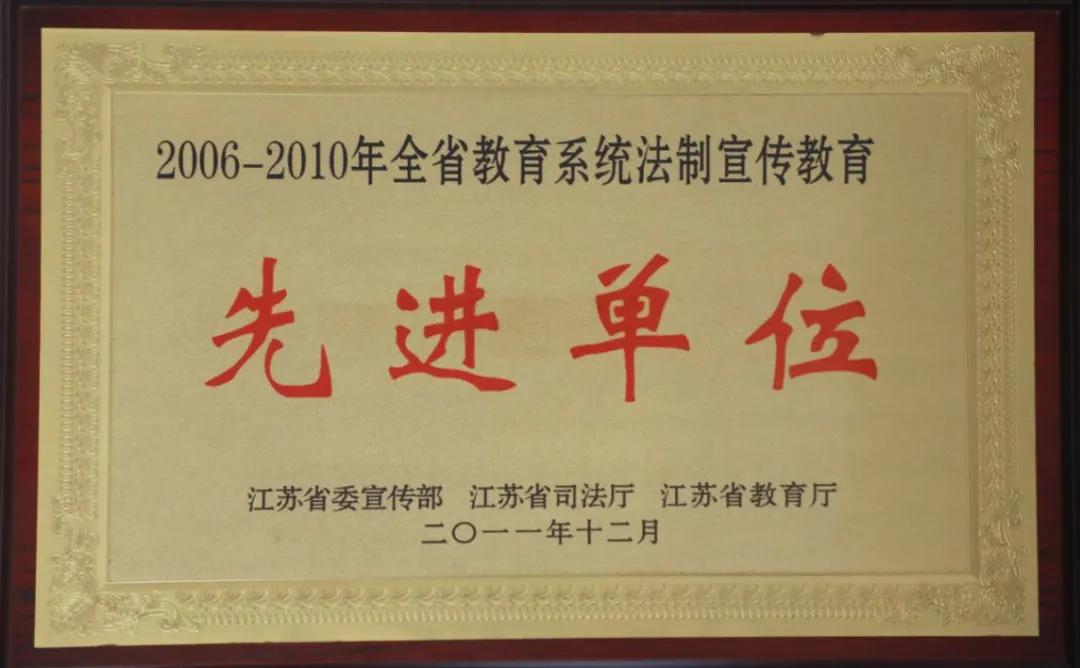 2006-2010年全省教育系统法制宣传教育
先进单位
江苏省委宣传部 江苏省司法厅 江苏省教育厅
二〇一一年十二月